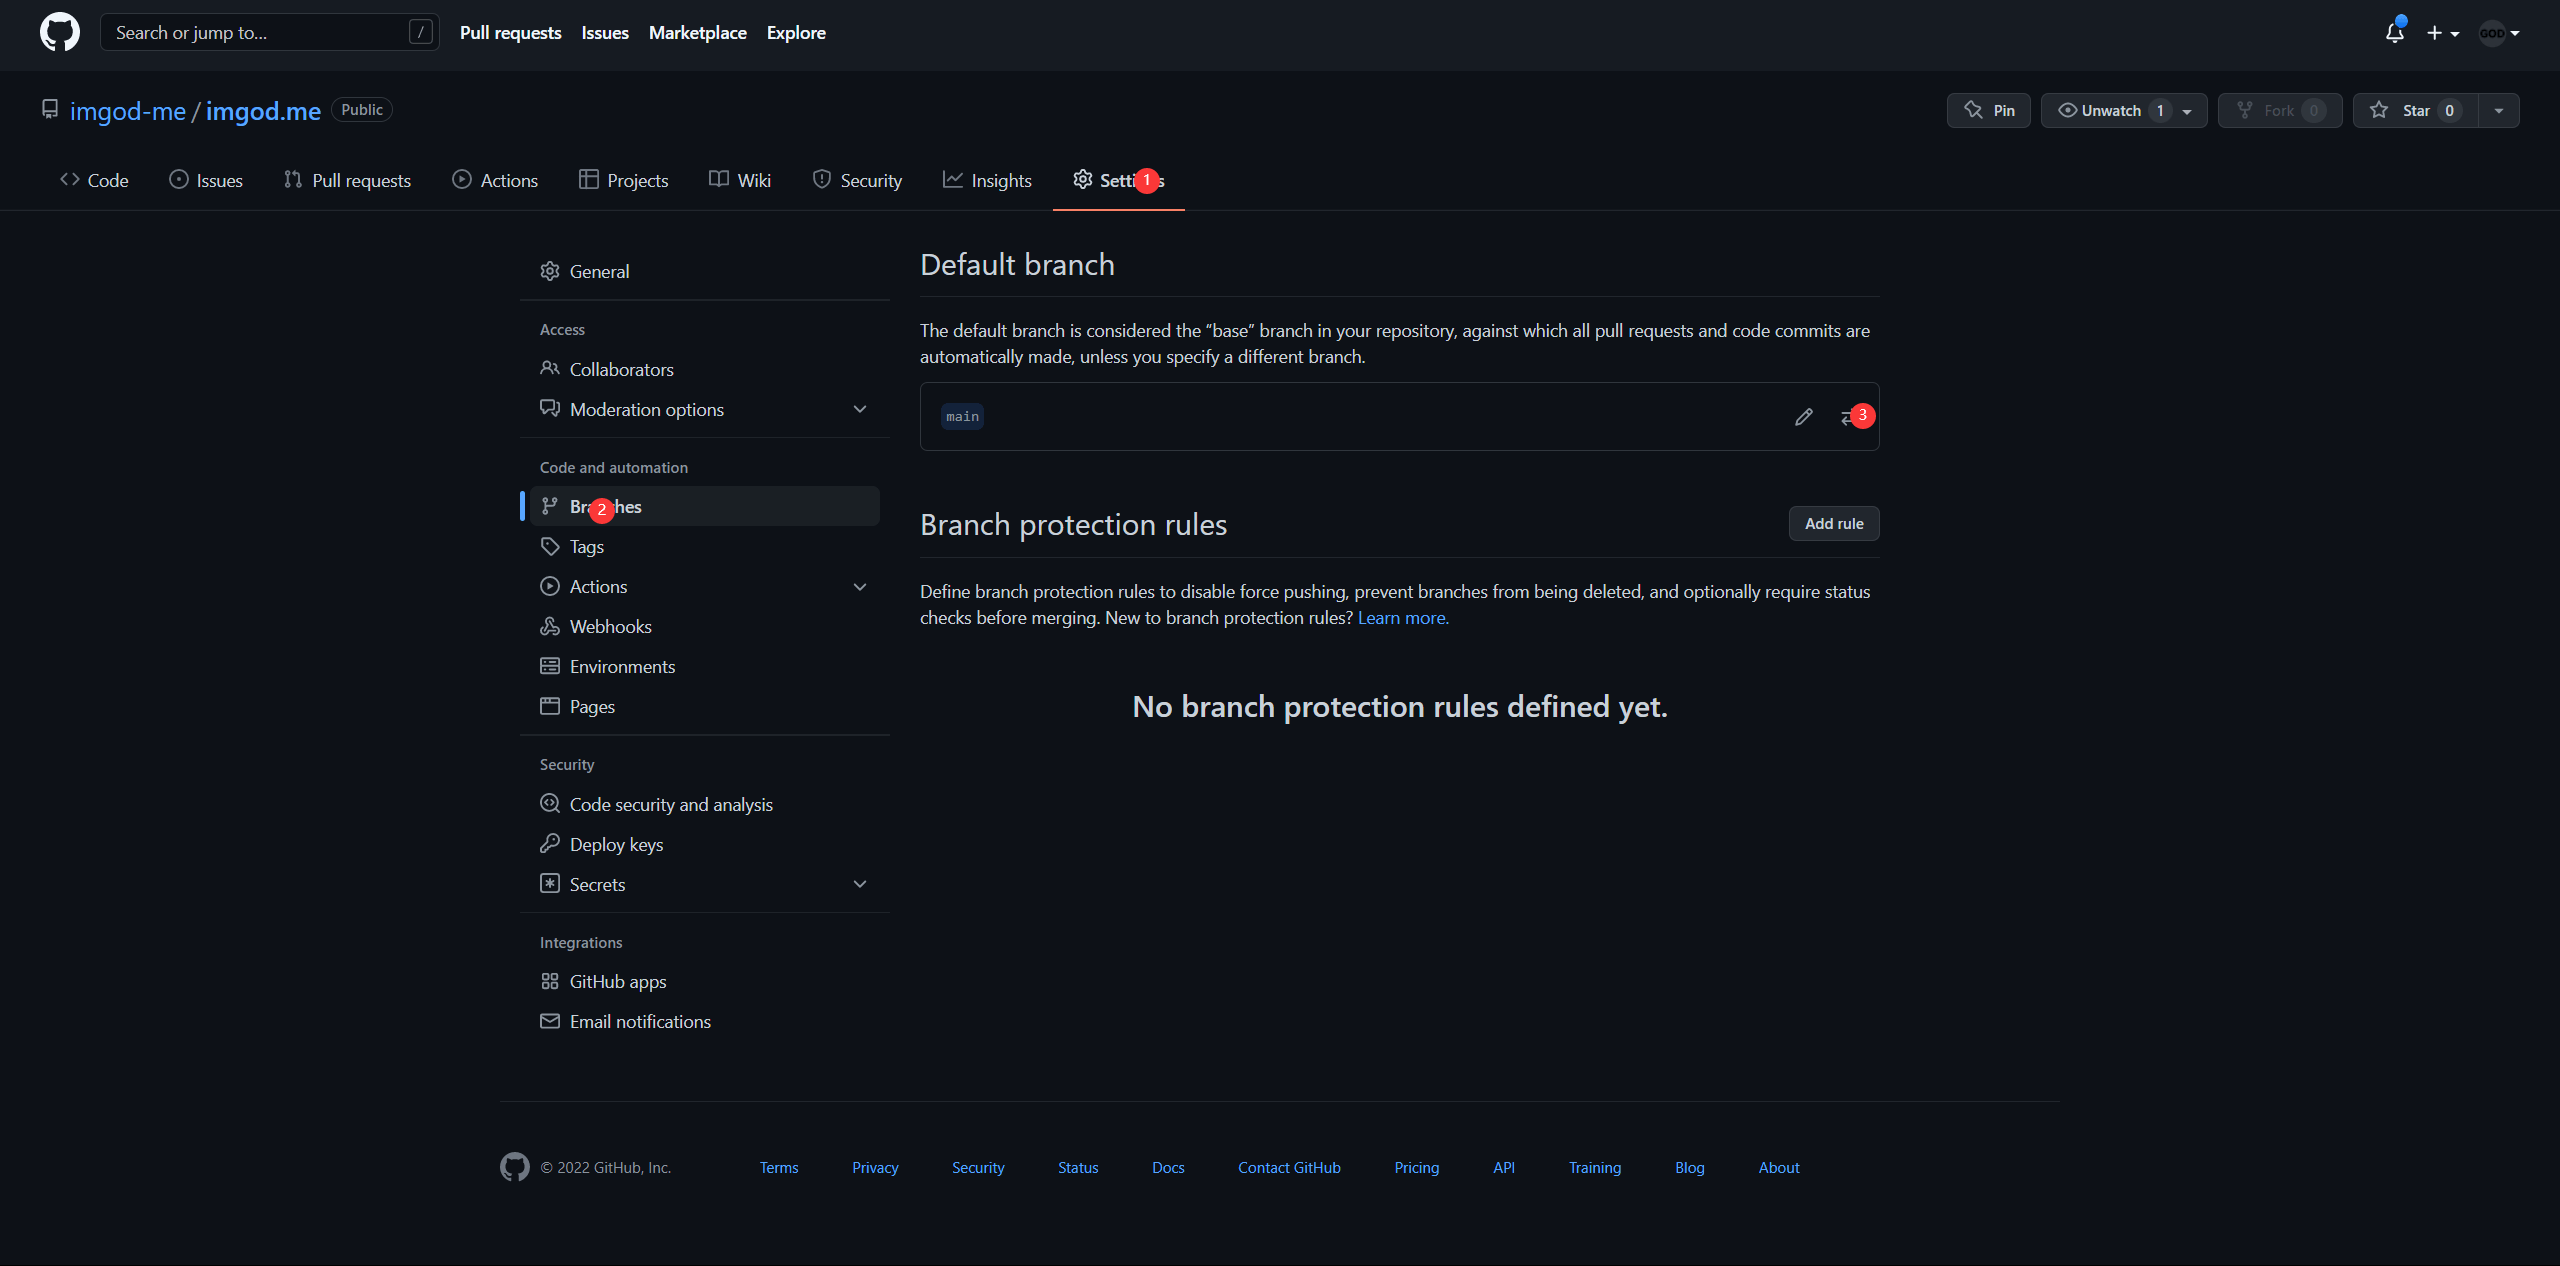 Search or jump to... /
Pull requests Issues Marketplace Explore
GOD
imgod-me / imgod.me Public
Pin Unwatch 1 Fork 0 Star 0
Code Issues Pull requests Actions Projects Wiki Security Insights Settings 1
General
Access
Collaborators
Moderation options
Code and automation
Branches 2
Tags
Actions
Webhooks
Environments
Pages
Security
Code security and analysis
Deploy keys
Secrets
Integrations
GitHub apps
Email notifications
Default branch
The default branch is considered the “base” branch in your repository, against which all pull requests and code commits are
automatically made, unless you specify a different branch.
main 3
Branch protection rules Add rule
Define branch protection rules to disable force pushing, prevent branches from being deleted, and optionally require status
checks before merging. New to branch protection rules? Learn more.
No branch protection rules defined yet.
© 2022 GitHub, Inc. Terms Privacy Security Status Docs Contact GitHub Pricing API Training Blog About